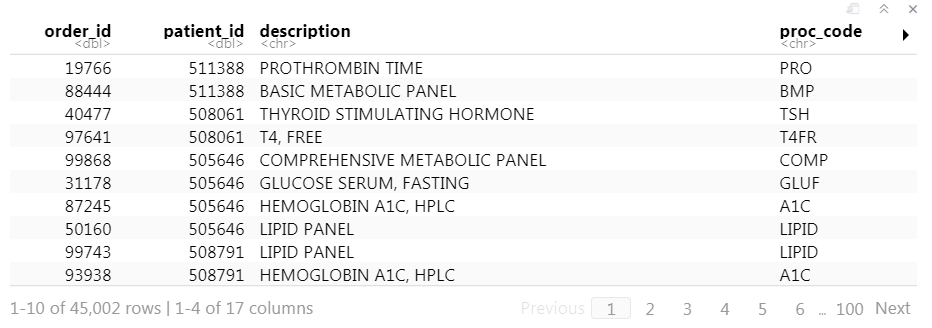 order_id patient_id description proc_code
<dbl> <dbl> <chr> <chr>
19766 511388 PROTHROMBIN TIME PRO
88444 511388 BASIC METABOLIC PANEL BMP
40477 508061 THYROID STIMULATING HORMONE TSH
97641 508061 T4, FREE T4FR
99868 505646 COMPREHENSIVE METABOLIC PANEL COMP
31178 505646 GLUCOSE SERUM, FASTING GLUF
87245 505646 HEMOGLOBIN A1C, HPLC A1C
50160 505646 LIPID PANEL LIPID
99743 508791 LIPID PANEL LIPID
93938 508791 HEMOGLOBIN A1C, HPLC A1C
1-10 of 45,002 rows | 1-4 of 17 columns Previous 1 2 3 4 5 6 ... 100 Next